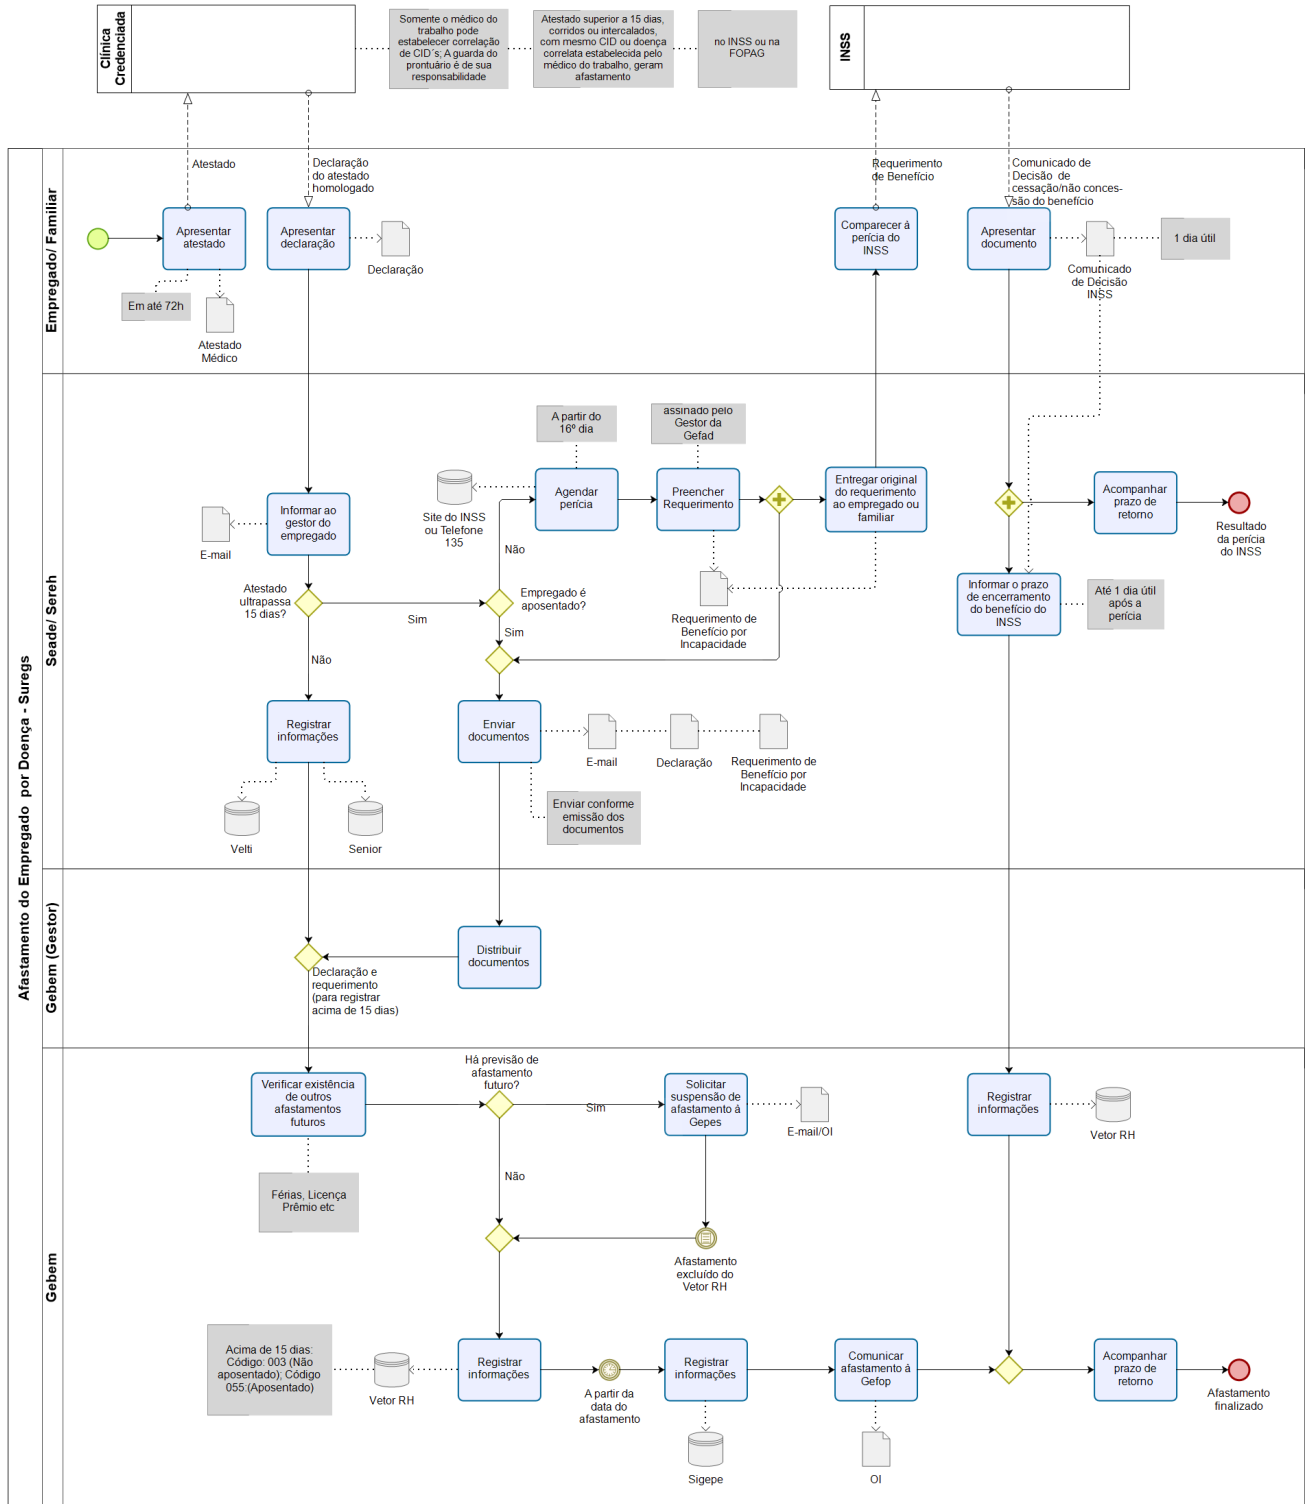 Clínica
Credenciada
Somente o médico do
trabalho pode
estabelecer correlação
de CID´s; A guarda do
prontuário é de sua
responsabilidade
Atestado superior a 15 dias,
corridos ou intercalados,
com mesmo CID ou doença
correlata estabelecida pelo
médico do trabalho, geram
afastamento
no INSS ou na
FOPAG
INSS
Afastamento do Empregado por Doença - Suregs
Empregado/ Familiar
Atestado
Declaração
do atestado
homologado
Requerimento
de Benefício
Comunicado de
Decisão de
cessação/não conces-
são do benefício
Apresentar
atestado
Apresentar
declaração
Declaração
Em até 72h
Atestado
Médico
Comparecer à
perícia do
INSS
Apresentar
documento
Comunicado
de Decisão
INSS
1 dia útil
Seade/ Sereh
A partir do
16º dia
assinado pelo
Gestor da
Gefad
Site do INSS
ou Telefone
135
Agendar
perícia
Preencher
Requerimento
Entregar original
do requerimento
ao empregado ou
familiar
Acompanhar
prazo de
retorno
Resultado
da perícia
do INSS
Informar ao
gestor do
empregado
E-mail
Não
Atestado
ultrapassa
15 dias?
Sim
Empregado é
aposentado?
Sim
Requerimento de
Benefício por
Incapacidade
Informar o prazo
de encerramento
do benefício do
INSS
Até 1 dia útil
após a
perícia
Não
Registrar
informações
Velti
Senior
Enviar
documentos
E-mail
Declaração
Requerimento de
Benefício por
Incapacidade
Enviar conforme
emissão dos
documentos
Gebem (Gestor)
Distribuir
documentos
Declaração e
requerimento
(para registrar
acima de 15 dias)
Gebem
Verificar existência
de outros
afastamentos
futuros
Férias, Licença
Prêmio etc
Há previsão de
afastamento
futuro?
Sim
Não
Solicitar
suspensão de
afastamento à
Gepes
E-mail/OI
Afastamento
excluído do
Vetor RH
Registrar
informações
Vetor RH
Acima de 15 dias:
Código: 003 (Não
aposentado); Código
055:(Aposentado)
Vetor RH
Registrar
informações
A partir da
data do
afastamento
Registrar
informações
Sigepe
Comunicar
afastamento à
Gefop
OI
Acompanhar
prazo de
retorno
Afastamento
finalizado